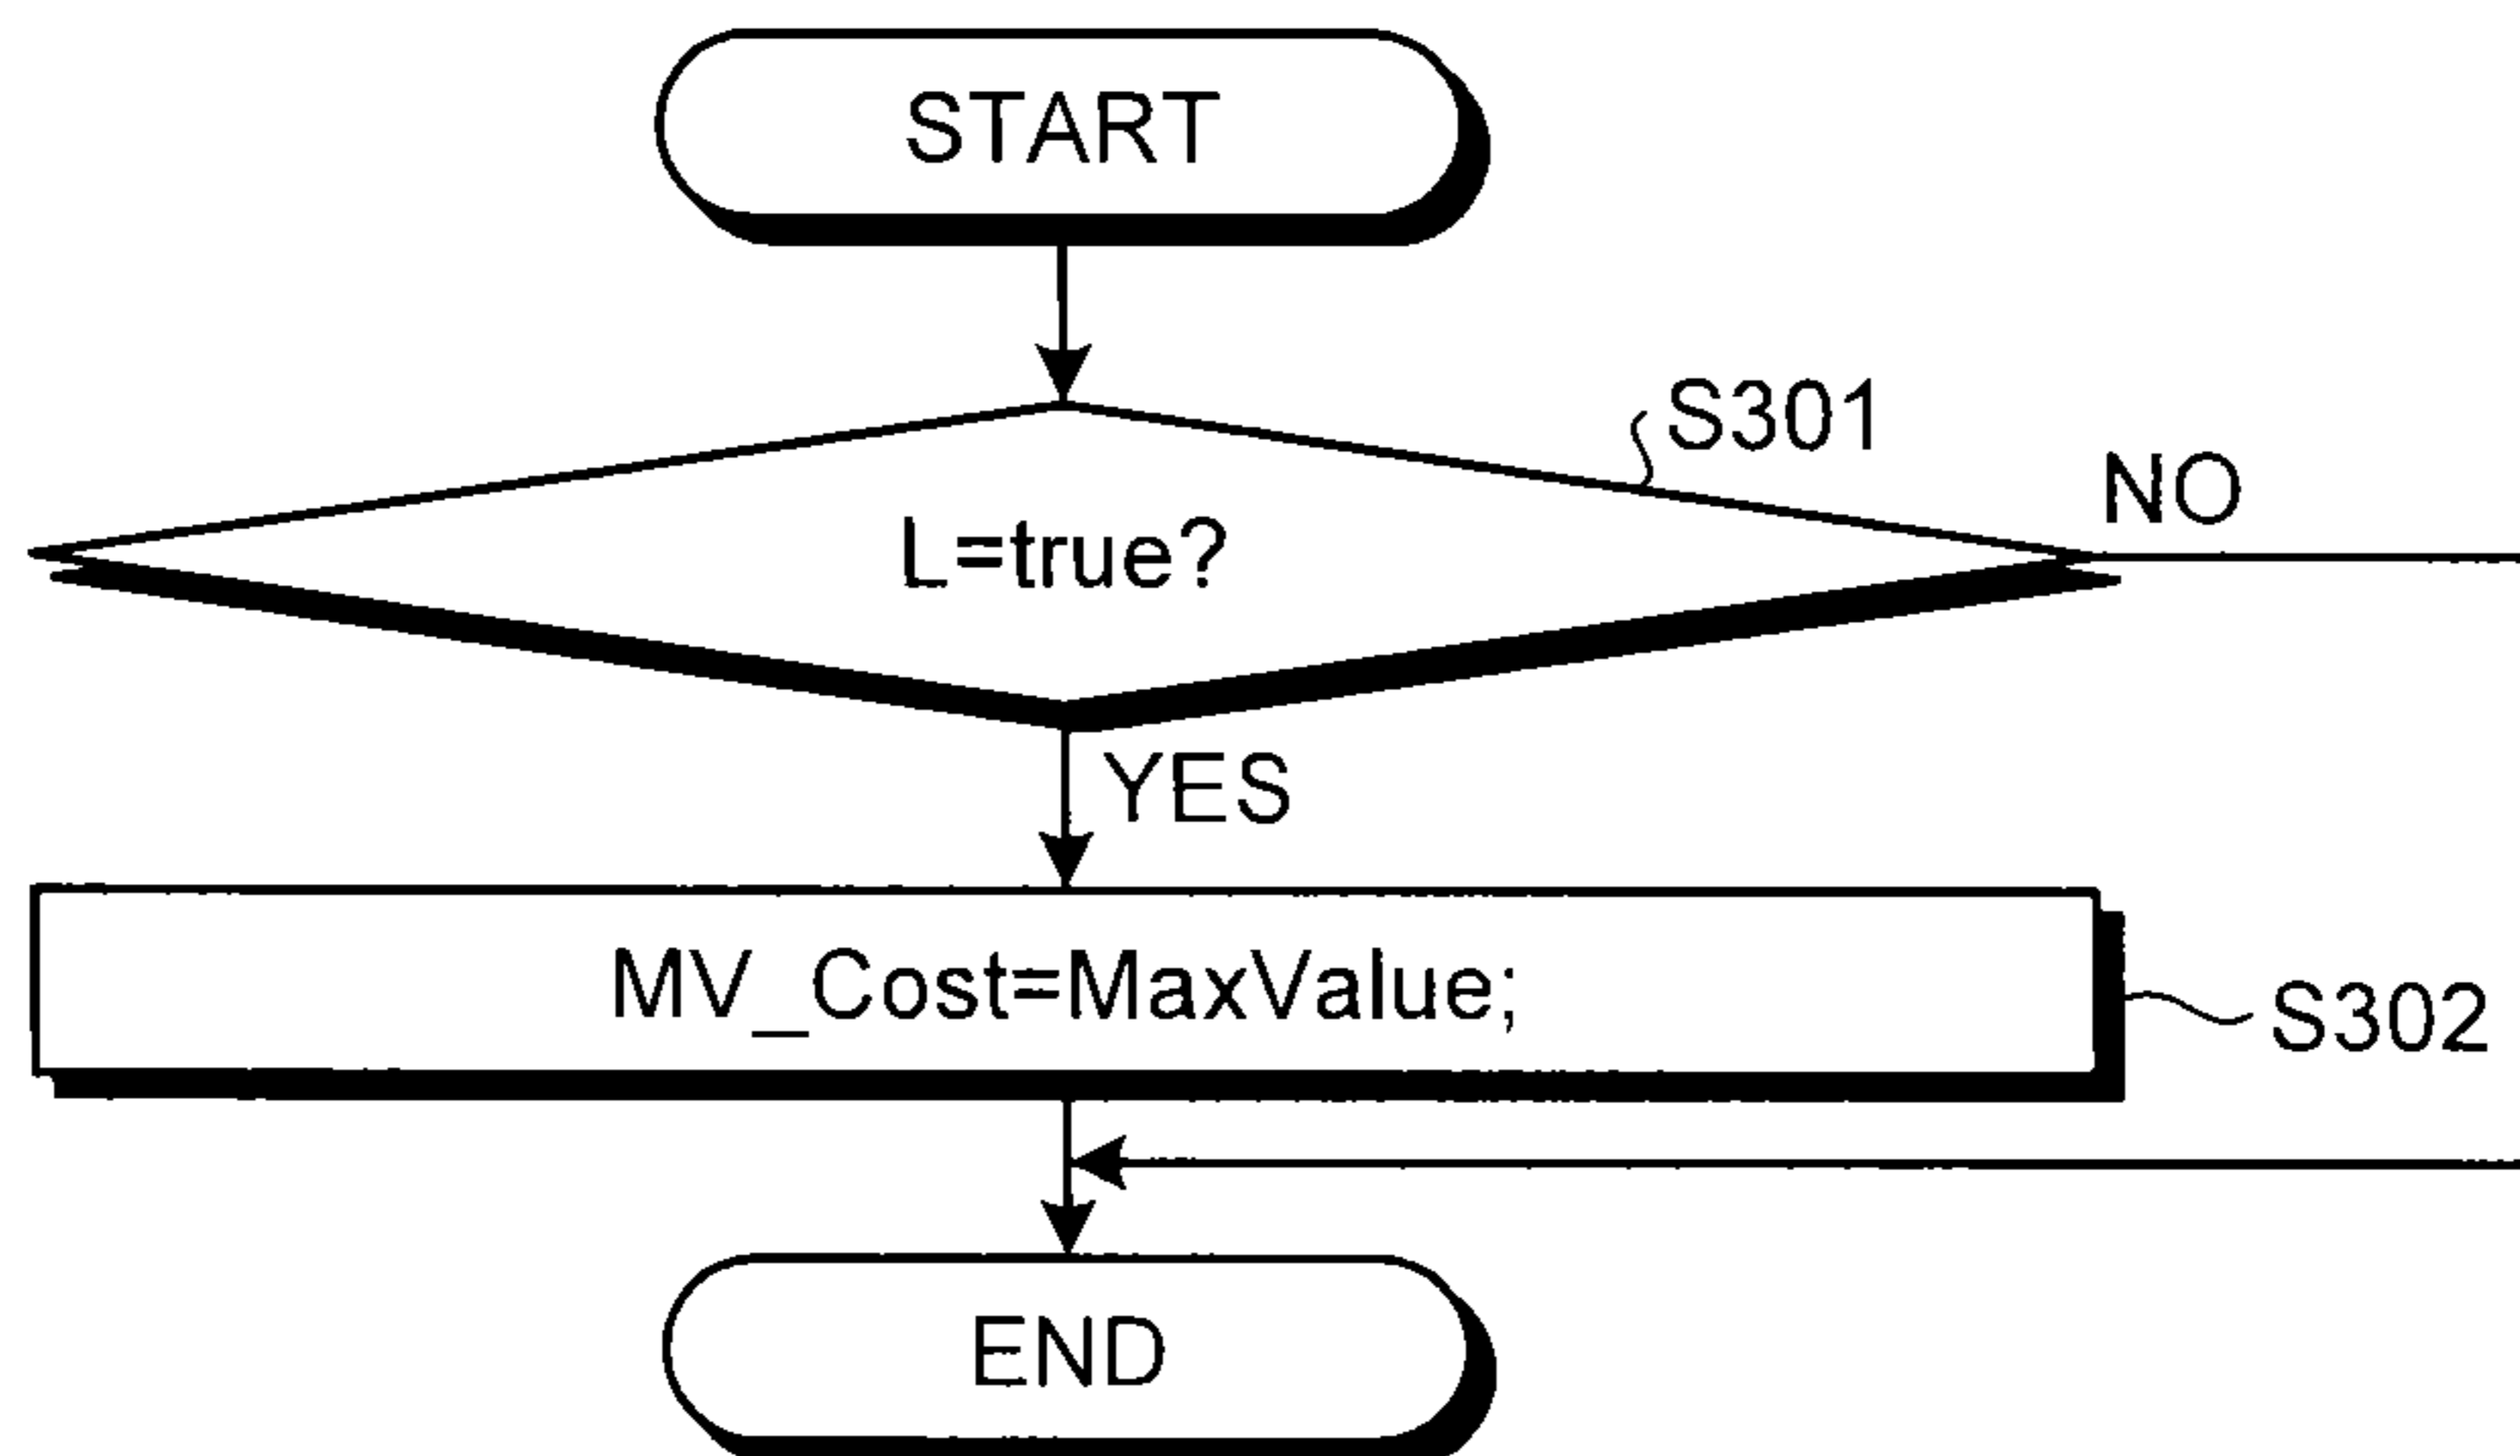 START
S301
NO
L=true?
YES
MV_Cost=MaxValue;
S302
END